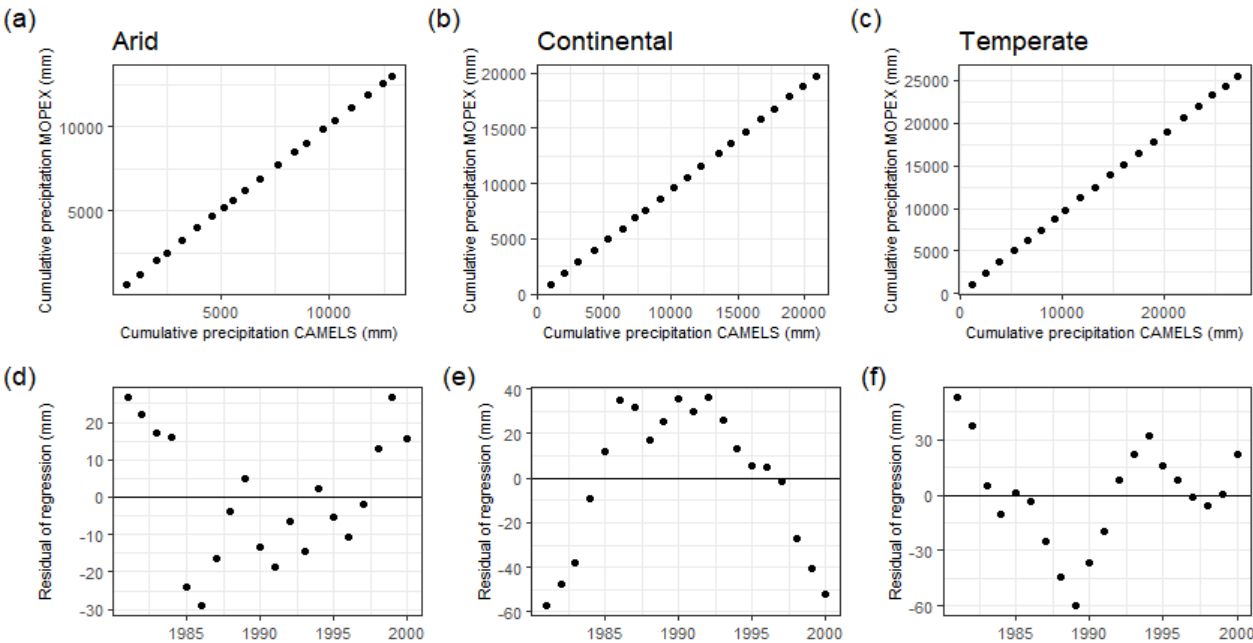 (a)
Arid
Cumulative precipitation MOPEX (mm)
10000
5000
5000 10000
Cumulative precipitation CAMELS (mm)
(b)
Continental
Cumulative precipitation MOPEX (mm)
20000
15000
10000
5000
0
0 5000 10000 15000 20000
Cumulative precipitation CAMELS (mm)
(c)
Temperate
Cumulative precipitation MOPEX (mm)
25000
20000
15000
10000
5000
0
0 10000 20000
Cumulative precipitation CAMELS (mm)
(d)
Residual of regression (mm)
20
10
0
-10
-20
-30
1985 1990 1995 2000
(e)
Residual of regression (mm)
40
20
0
-20
-40
-60
1985 1990 1995 2000
(f)
Residual of regression (mm)
30
0
-30
-60
1985 1990 1995 2000